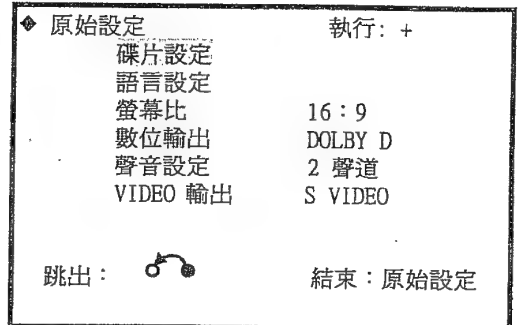 ◆ 原始設定 執行: +
碟片設定
語言設定
螢幕比 16：9
數位輸出 DOLBY D
聲音設定 2 聲道
VIDEO 輸出 S VIDEO
跳出： 結束：原始設定